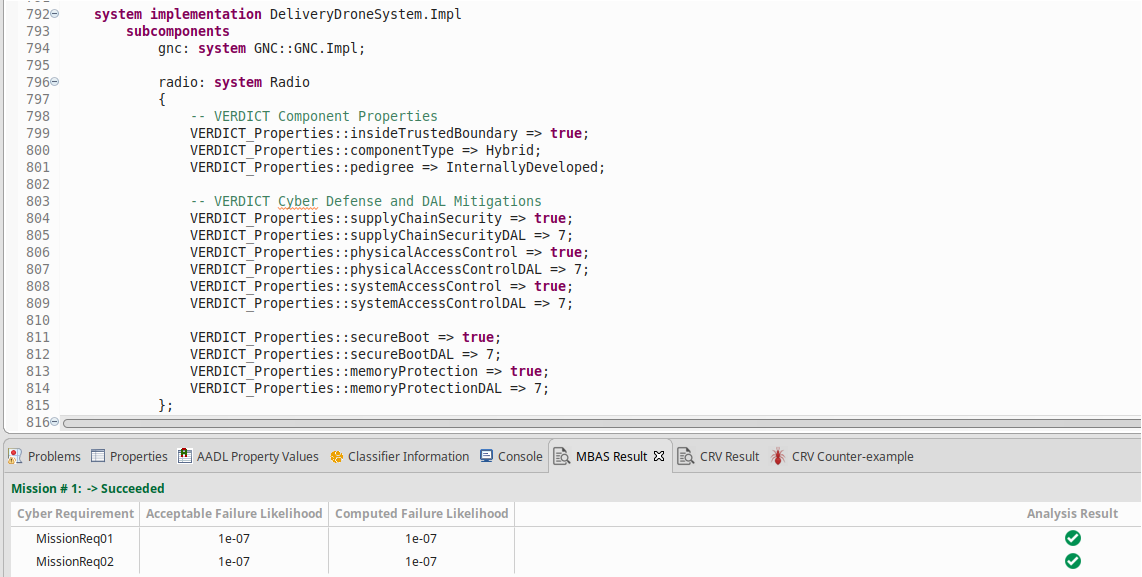 792 system implementation DeliveryDroneSystem.Impl
793 subcomponents
794 gnc: system GNC::GNC.Impl;
795
796 radio: system Radio
797 {
798 -- VERDICT Component Properties
799 VERDICT_Properties::insideTrustedBoundary => true;
800 VERDICT_Properties::componentType => Hybrid;
801 VERDICT_Properties::pedigree => InternallyDeveloped;
802
803 -- VERDICT Cyber Defense and DAL Mitigations
804 VERDICT_Properties::supplyChainSecurity => true;
805 VERDICT_Properties::supplyChainSecurityDAL => 7;
806 VERDICT_Properties::physicalAccessControl => true;
807 VERDICT_Properties::physicalAccessControlDAL => 7;
808 VERDICT_Properties::systemAccessControl => true;
809 VERDICT_Properties::systemAccessControlDAL => 7;
810
811 VERDICT_Properties::secureBoot => true;
812 VERDICT_Properties::secureBootDAL => 7;
813 VERDICT_Properties::memoryProtection => true;
814 VERDICT_Properties::memoryProtectionDAL => 7;
815 };
816
Problems Properties AADL Property Values Classifier Information Console MBAS Result CRV Result CRV Counter-example
Mission # 1: -> Succeeded
Cyber Requirement Acceptable Failure Likelihood Computed Failure Likelihood Analysis Result
MissionReq01 1e-07 1e-07
MissionReq02 1e-07 1e-07